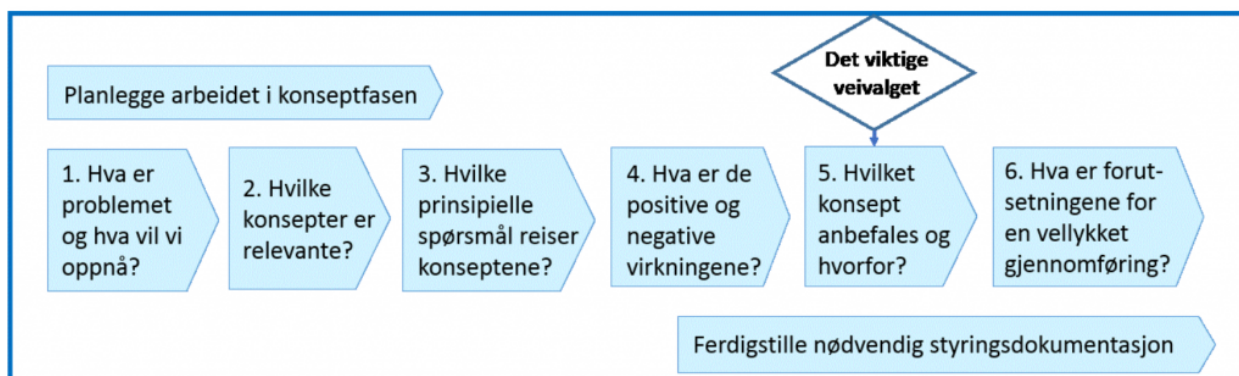 Det viktige
veivalget
Planlegge arbeidet i konseptfasen
1. Hva er
problemet
og hva vil vi
oppnå?
2. Hvilke
konsepter er
relevante?
3. Hvilke
prinsipielle
spørsmål reiser
konseptene?
4. Hva er de
positive og
negative
virkningene?
5. Hvilket
konsept
anbefales og
hvorfor?
6. Hva er forut-
setningene for
en vellykket
gjennomføring?
Ferdigstille nødvendig styringsdokumentasjon